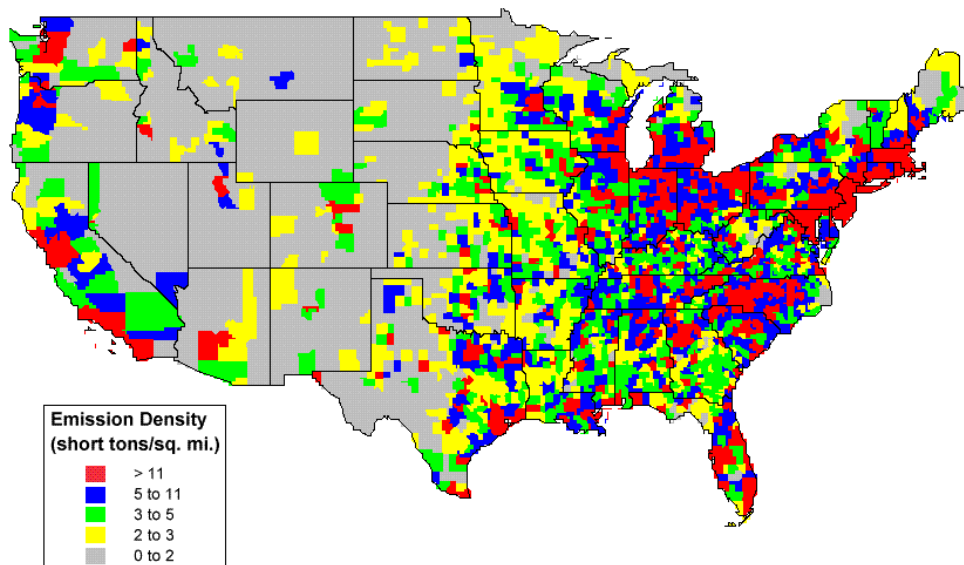 Emission Density
(short tons/sq. mi.)
> 11
5 to 11
3 to 5
2 to 3
0 to 2